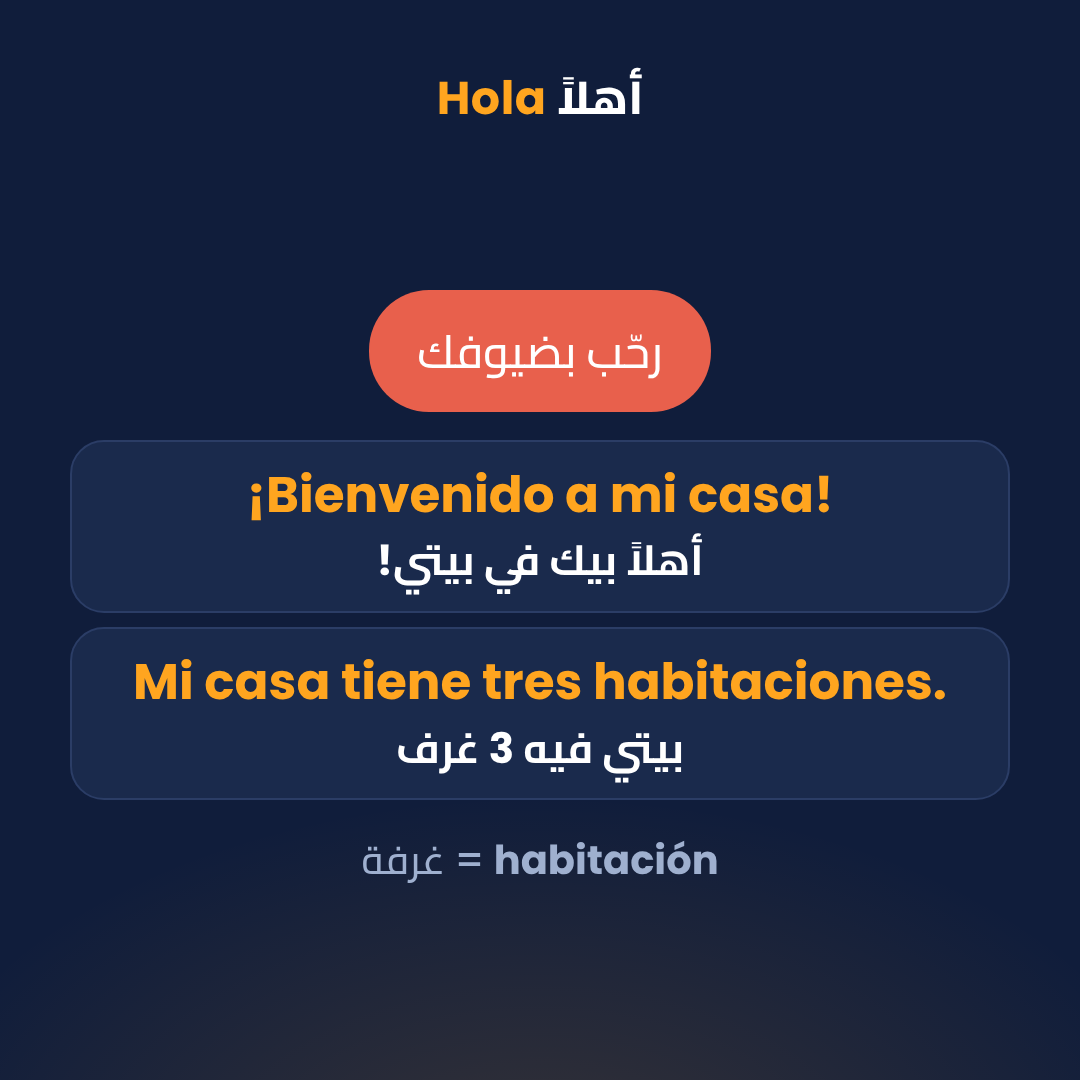 أهلاً Hola
رحّب بضيوفك
¡Bienvenido a mi casa!
أهلاً بيك في بيتي!
Mi casa tiene tres habitaciones.
بيتي فيه 3 غرف
habitación = غرفة